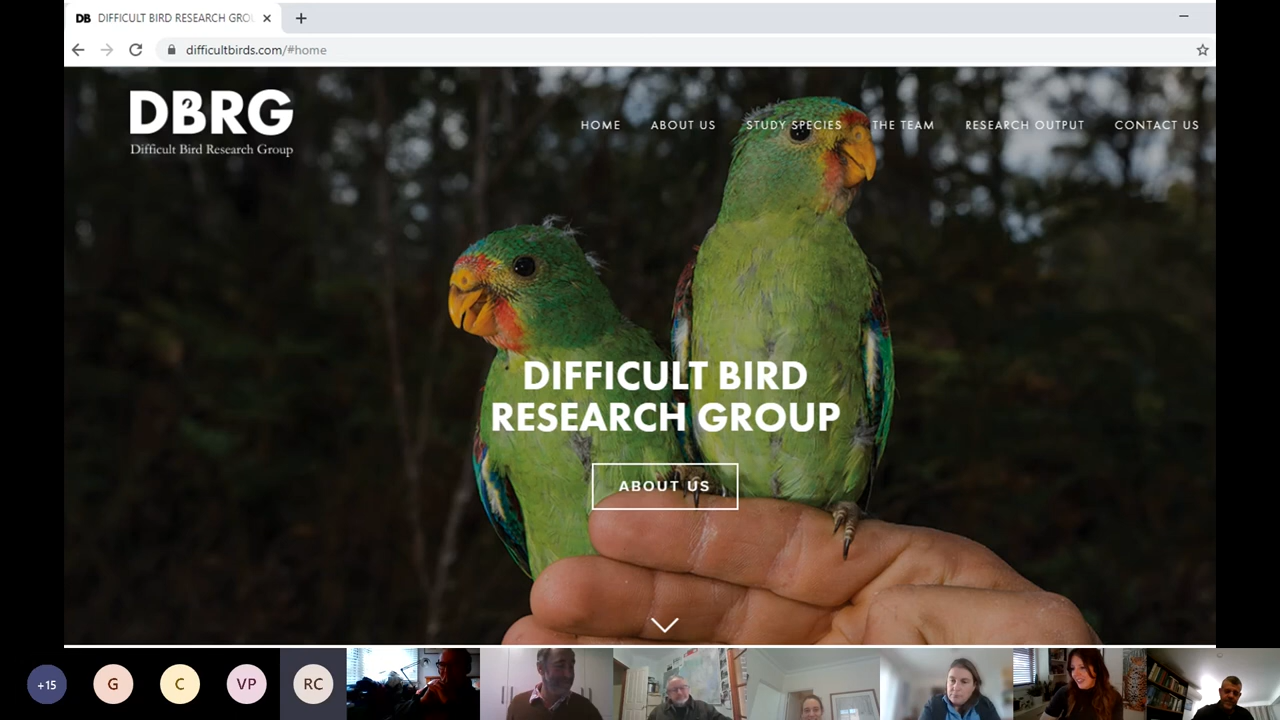 DB DIFFICULT BIRD RESEARCH GRO
difficultbirds.com/#home
DBRG
Difficult Bird Research Group
HOME ABOUT US STUDY SPECIES THE TEAM RESEARCH OUTPUT CONTACT US
DIFFICULT BIRD
RESEARCH GROUP
ABOUT US
+15 G C VP RC